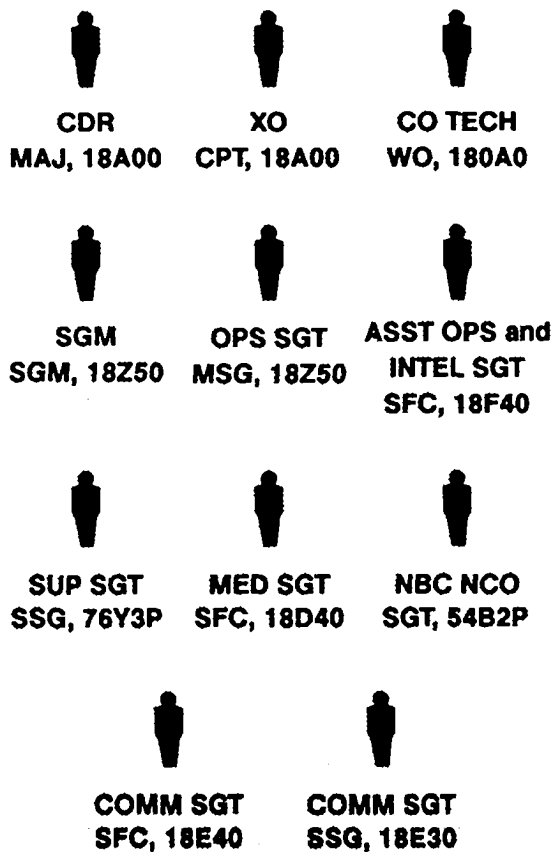 CDR
MAJ, 18A00
XO
CPT, 18A00
CO TECH
WO, 180A0
SGM
SGM, 18Z50
OPS SGT
MSG, 18Z50
ASST OPS and
INTEL SGT
SFC, 18F40
SUP SGT
SSG, 76Y3P
MED SGT
SFC, 18D40
NBC NCO
SGT, 54B2P
COMM SGT
SFC, 18E40
COMM SGT
SSG, 18E30